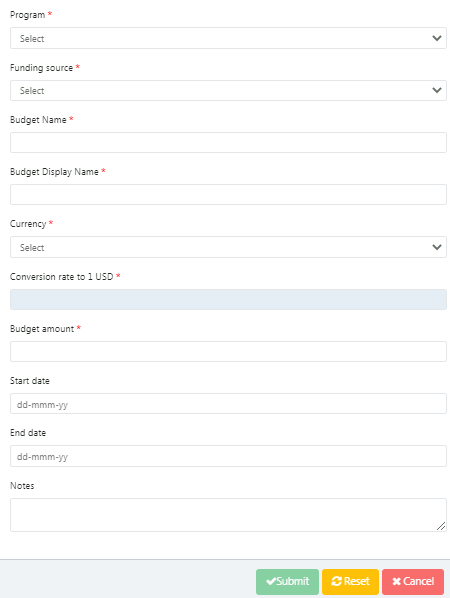 Program *
Select
Funding source *
Select
Budget Name *
Budget Display Name *
Currency *
Select
Conversion rate to 1 USD *
Budget amount *
Start date
dd-mmm-yy
End date
dd-mmm-yy
Notes
Submit Reset Cancel